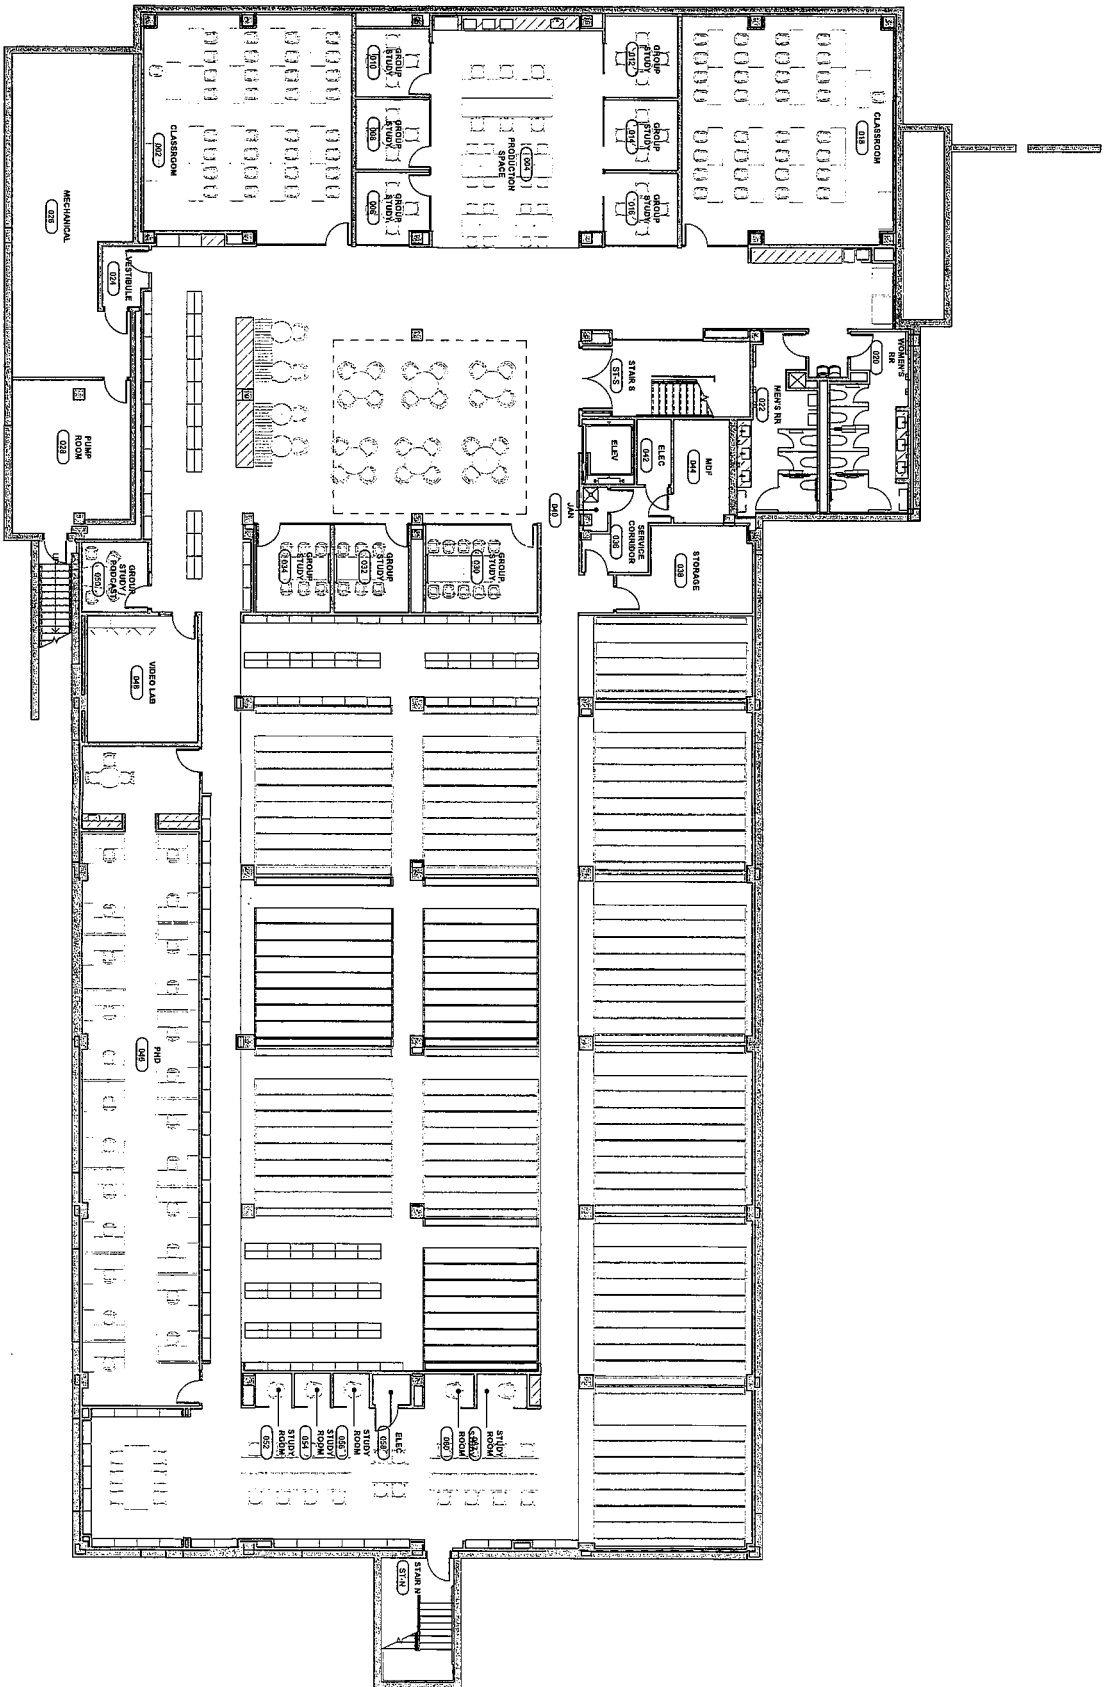 GROUP
STUDY
010
GROUP
STUDY
012
CLASSROOM
002
GROUP
STUDY
008
PRODUCTION
SPACE
004
GROUP
STUDY
014
CLASSROOM
018
GROUP
STUDY
006
GROUP
STUDY
016
MECHANICAL
026
VESTIBULE
024
WOMEN'S
RR
020
STAIR S
ST-S
MEN'S RR
022
PUMP
ROOM
028
ELEV
ELEC
042
MDF
044
JAN
040
SERVICE
CORRIDOR
036
STORAGE
038
GROUP
STUDY/
PODCAST
050
GROUP
STUDY
034
GROUP
STUDY
032
GROUP
STUDY
030
VIDEO LAB
048
PHD
046
STUDY
ROOM
052
STUDY
ROOM
054
STUDY
ROOM
056
ELEC
058
ROOM
060
STUDY
ROOM
STAIR N
ST-N